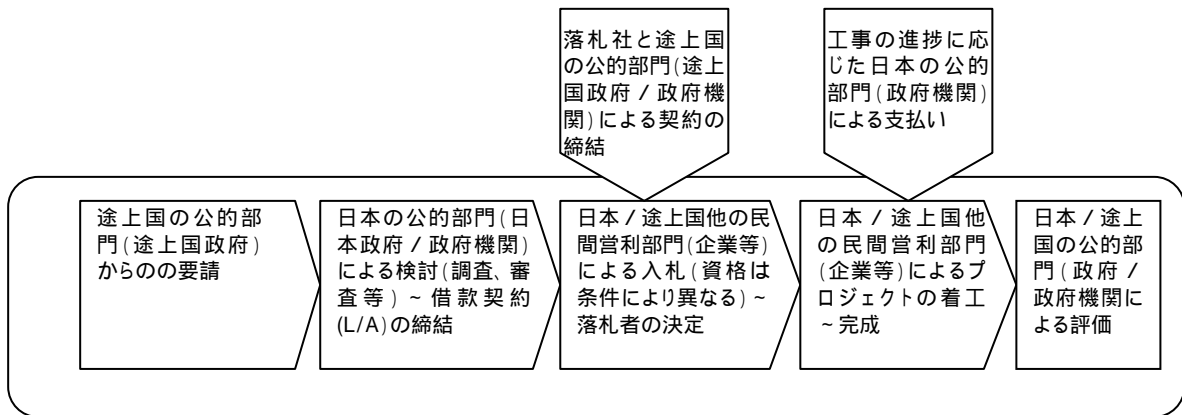 落札社と途上国
の公的部門(途上
国政府/政府機
関)による契約の
締結
工事の進捗に応
じた日本の公的
部門(政府機関)
による支払い
途上国の公的部
門(途上国政府)
からのの要請
日本の公的部門(日
本政府/政府機関)
による検討(調査、審
査等)~借款契約
(L/A)の締結
日本/途上国他の民
間営利部門(企業等)
による入札(資格は
条件により異なる)~
落札者の決定
日本/途上国他
の民間営利部門
(企業等)によるプ
ロジェクトの着工
~完成
日本/途上
国の公的部
門(政府/
政府機関に
よる評価